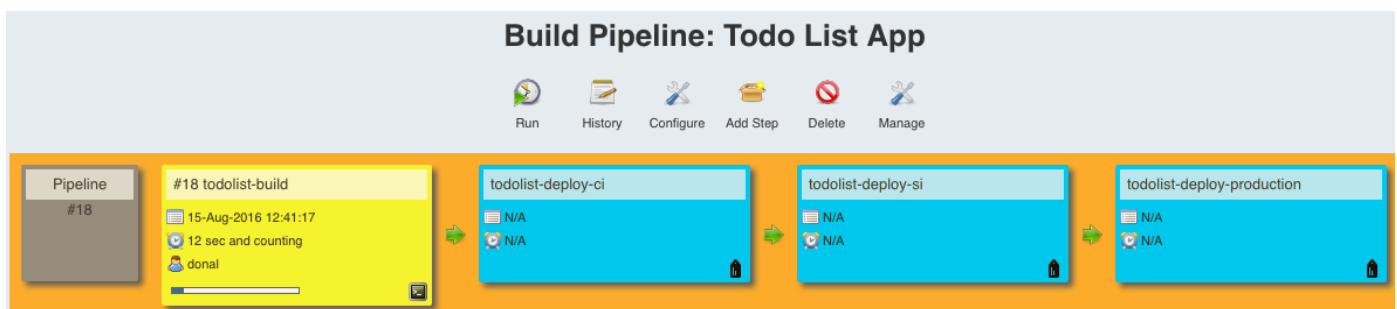 Build Pipeline: Todo List App
Run History Configure Add Step Delete Manage
Pipeline
#18
#18 todolist-build
15-Aug-2016 12:41:17
12 sec and counting
donal
todolist-deploy-ci
N/A
N/A
todolist-deploy-si
N/A
N/A
todolist-deploy-production
N/A
N/A